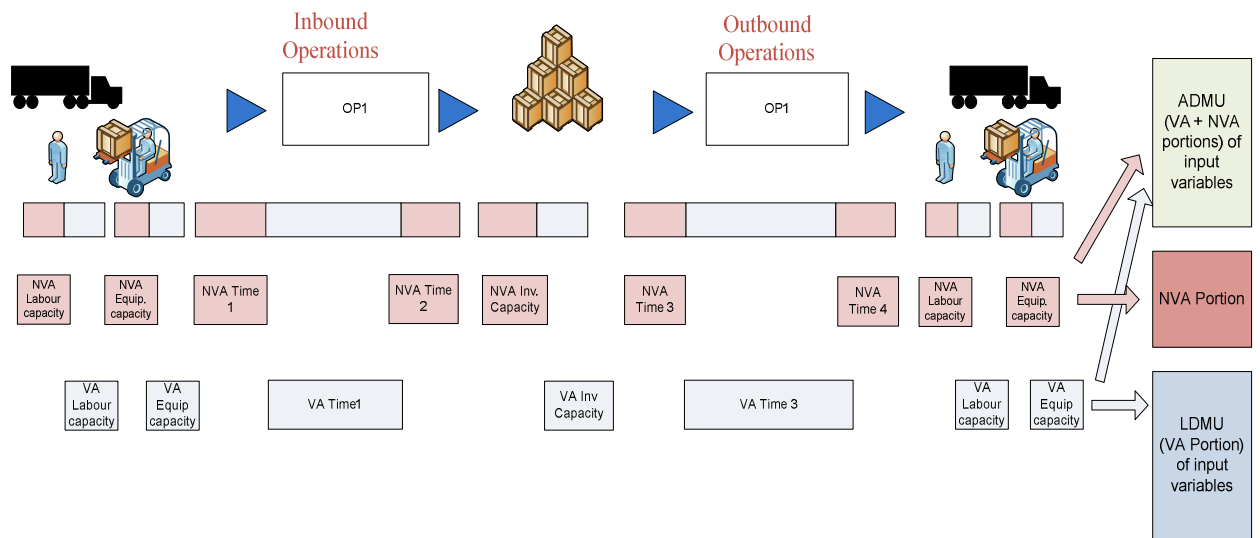 Inbound
Operations
Outbound
Operations
OP1
OP1
ADMU
(VA + NVA
portions) of
input
variables
NVA
Labour
capacity
NVA
Equip.
capacity
NVA Time
1
NVA Time
2
NVA Inv.
Capacity
NVA
Time 3
NVA
Time 4
NVA
Labour
capacity
NVA
Equip.
capacity
NVA Portion
VA
Labour
capacity
VA
Equip
capacity
VA Time1
VA Inv
Capacity
VA Time 3
VA
Labour
capacity
VA
Equip
capacity
LDMU
(VA Portion)
of input
variables